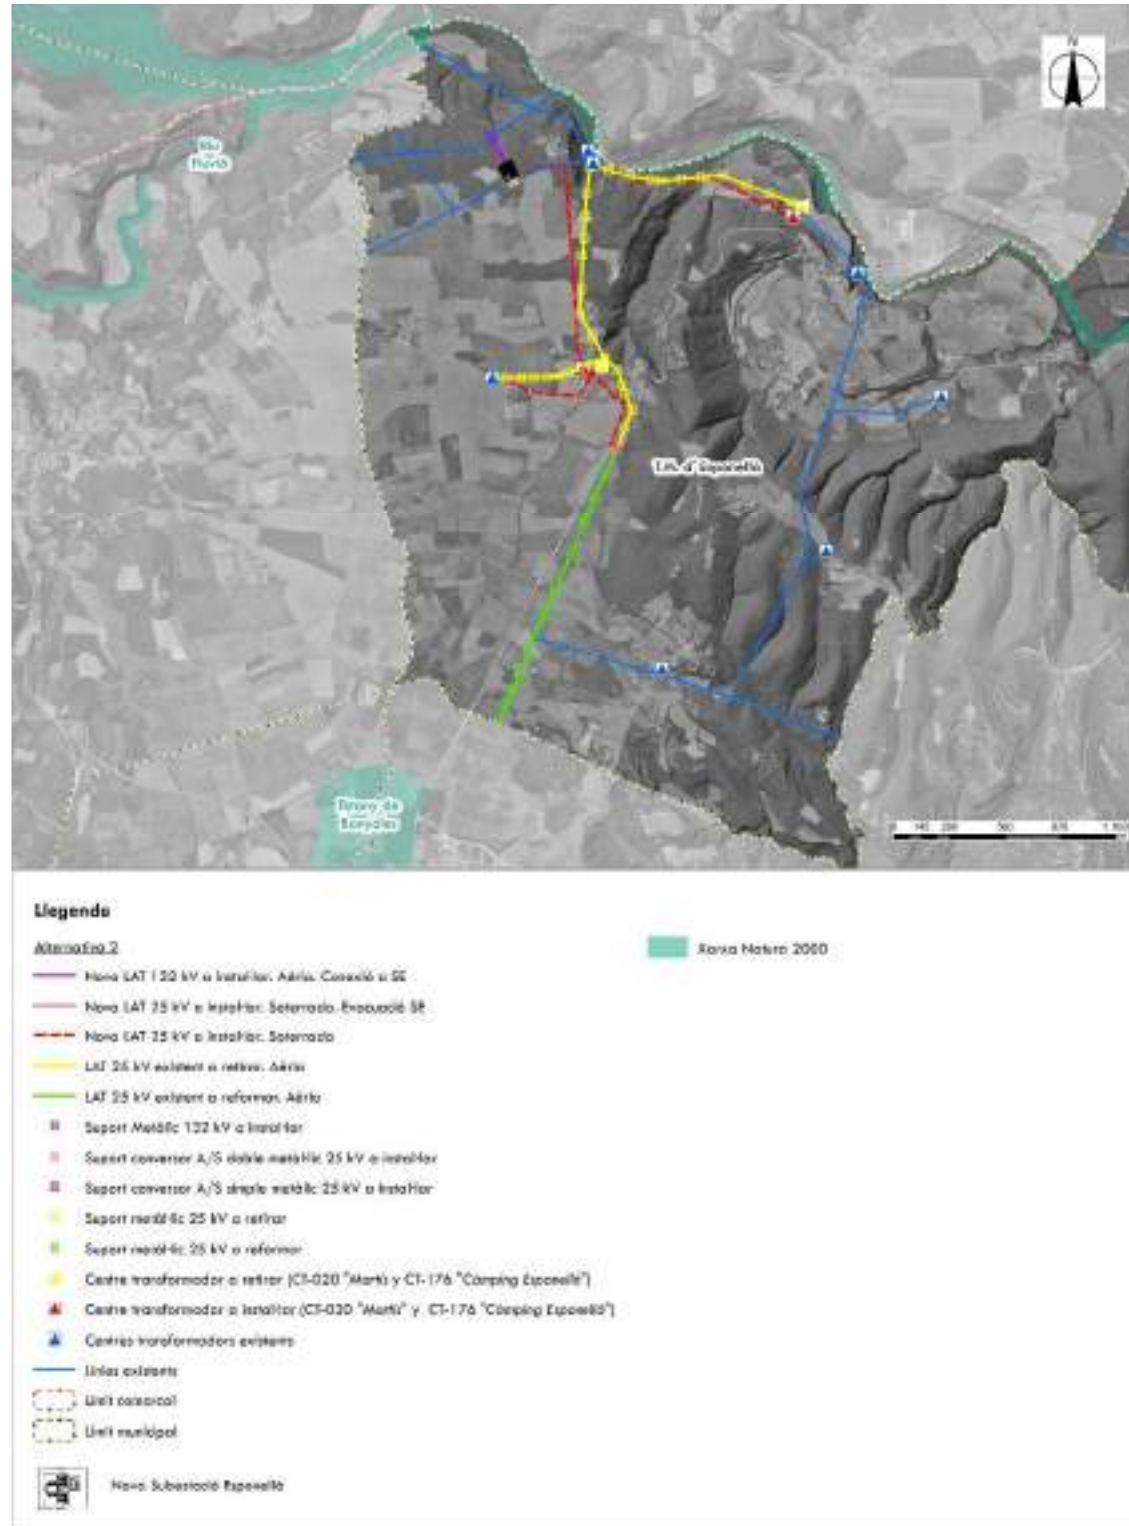 N
Riu
Fluvià
T.M. d'Esponellà
Estany de
Banyoles
Llegenda
Alternativa 2
Xarxa Natura 2000
Nova LAT 132 kV a instal·lar. Aèria. Conexió a SE
Nova LAT 25 kV a instal·lar. Soterrada. Evacuació SE
Nova LAT 25 kV a instal·lar. Soterrada
LAT 25 kV existent a retirar. Aèria
LAT 25 kV existent a reformar. Aèria
Suport Metàl·lic 132 kV a instal·lar
Suport conversor A/S doble metàl·lic 25 kV a instal·lar
Suport conversor A/S simple metàlic 25 kV a instal·lar
Suport metàl·lic 25 kV a retirar
Suport metàl·lic 25 kV a reformar
Centre transformador a retirar (CT-020 "Martís y CT-176 "Càmping Esponellà")
Centre transformador a instal·lar (CT-020 "Martís" y CT-176 "Càmping Esponellà")
Centres transformadors existents
Línies existents
Límit comarcal
Límit municipal
Nova Subestació Esponellà